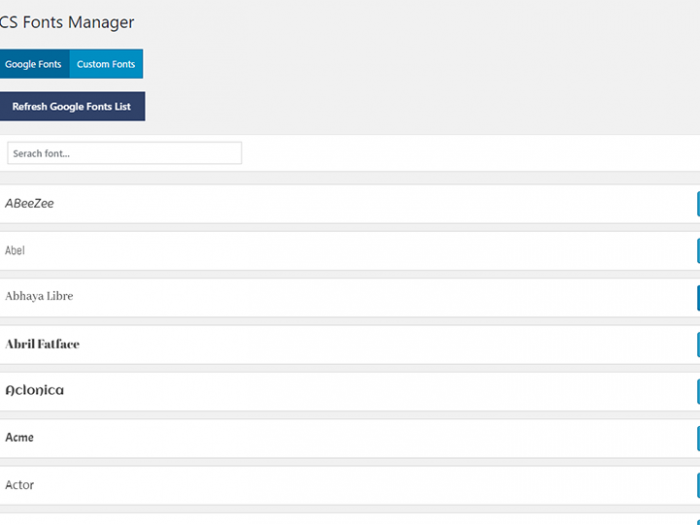 CS Fonts Manager
Google Fonts Custom Fonts
Refresh Google Fonts List
Serach font...
ABeeZee
Abel
Abhaya Libre
Abril Fatface
Aclonica
Acme
Actor